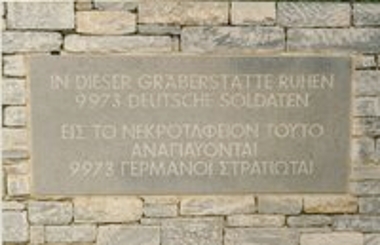 IN DIESER GRÄBERSTÄTTE RUHEN
9973 DEUTSCHE SOLDATEN
ΕΙΣ ΤΟ ΝΕΚΡΟΤΑΦΕΙΟΝ ΤΟΥΤΟ
ΑΝΑΠΑΥΟΝΤΑΙ
9973 ΓΕΡΜΑΝΟΙ ΣΤΡΑΤΙΩΤΑΙ